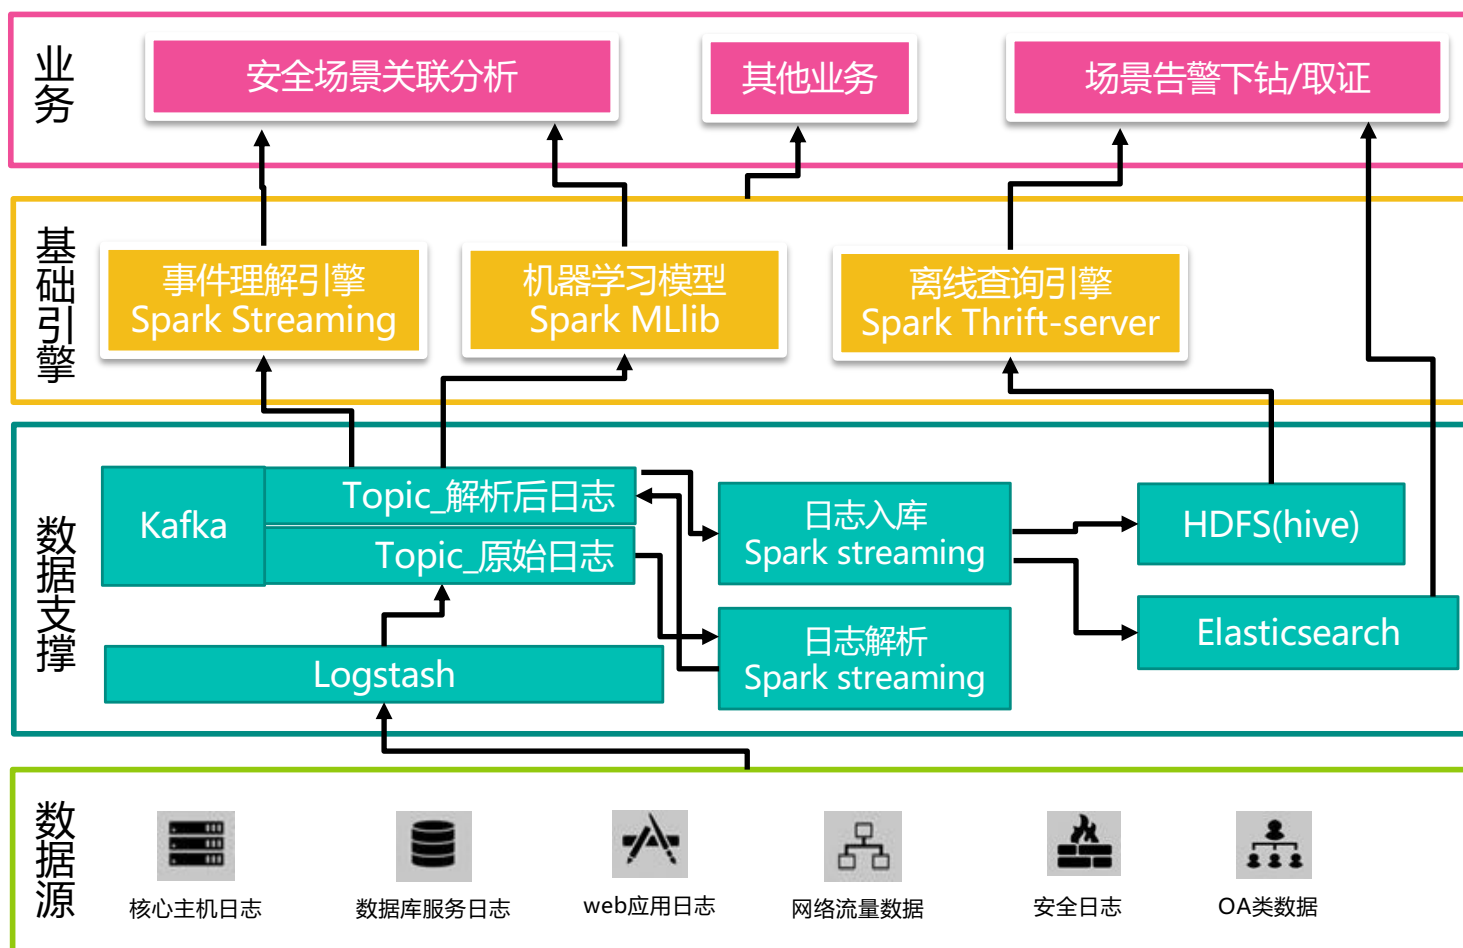 业务
安全场景关联分析
其他业务
场景告警下钻/取证
基础引擎
事件理解引擎
Spark Streaming
机器学习模型
Spark MLlib
离线查询引擎
Spark Thrift-server
数据支撑
Kafka
Topic_解析后日志
Topic_原始日志
日志入库
Spark streaming
HDFS(hive)
Elasticsearch
日志解析
Spark streaming
Logstash
数据源
核心主机日志
数据库服务日志
web应用日志
网络流量数据
安全日志
OA类数据